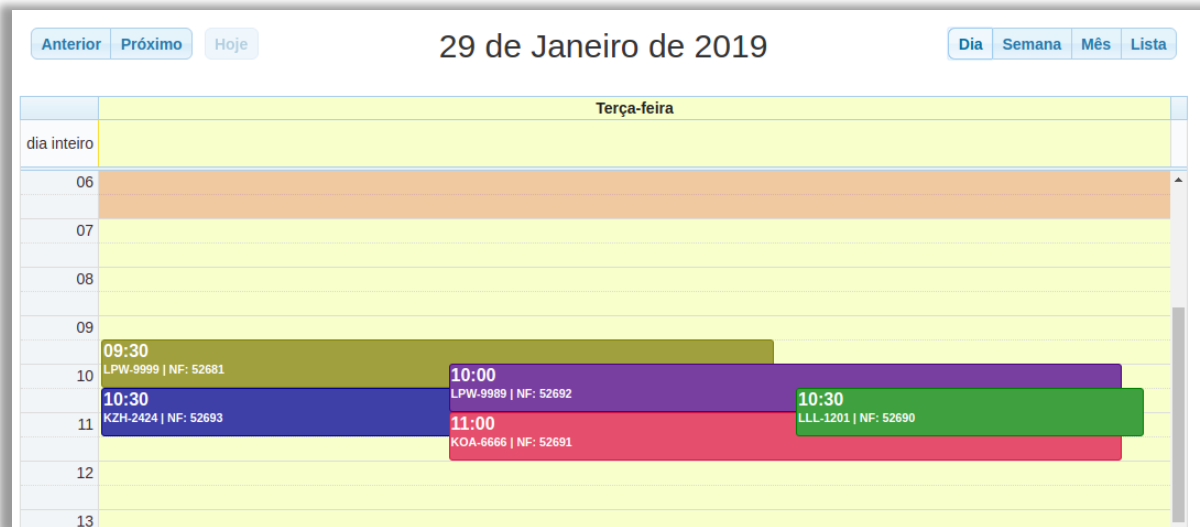 Anterior Próximo Hoje
29 de Janeiro de 2019
Dia Semana Mês Lista
Terça-feira
dia inteiro
06
07
08
09
09:30
LPW-9999 | NF: 52681
10
10:00
LPW-9989 | NF: 52692
10:30
KZH-2424 | NF: 52693
10:30
LLL-1201 | NF: 52690
11
11:00
KOA-6666 | NF: 52691
12
13